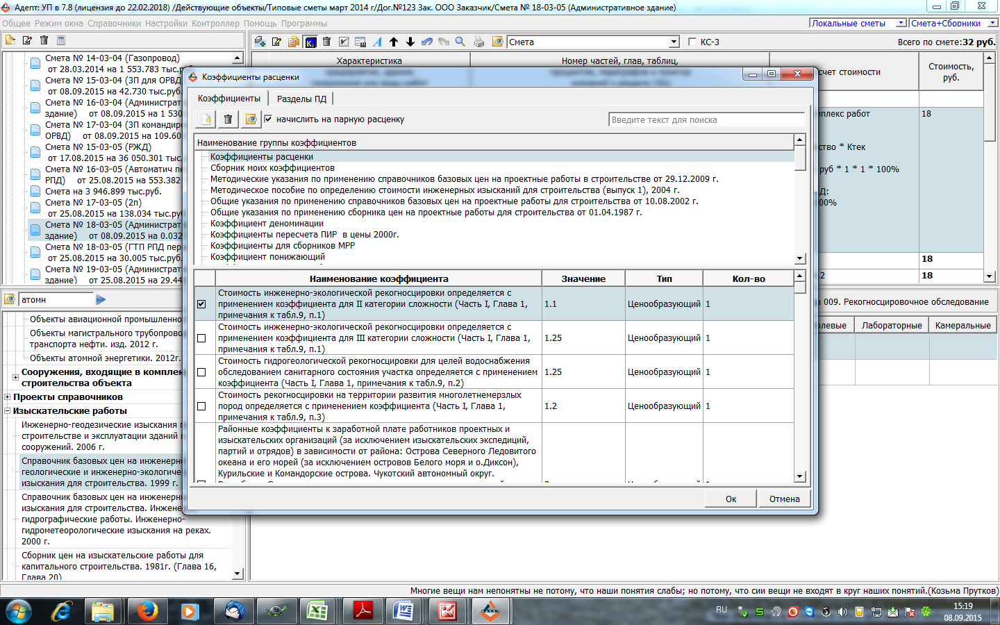 Адепт: УП в 7.8 (лицензия до 22.02.2018) /Действующие объекты/Типовые сметы март 2014 г/Дог.№123 Зак. ООО Заказчик/Смета № 18-03-05 (Административное здание)
Общее Режим окна Справочники Настройки Контроллер Помощь Программы
Локальные сметы
Смета+Сборники
Смета
КС-3
Всего по смете:32 руб.
Смета № 14-03-04 (Газопровод)
от 28.03.2014 на 1 553.783 тыс.р
Смета № 15-03-04 (ЗП для ОРВД
от 08.09.2015 на 42.730 тыс.руб
Смета № 16-03-04 (Администрат
здание) от 08.09.2015 на 1 530
Смета № 17-03-04 (ЗП командиро
ОРВД) от 08.09.2015 на 109.60
Смета № 15-03-05 (РЖД)
от 17.08.2015 на 36 050.301 тыс.
Смета № 16-03-05 (Автоматич пе
РПД) от 25.08.2015 на 553.382
Смета на 3 946.899 тыс.руб.
Смета № 17-03-05 (2п)
от 25.08.2015 на 138.034 тыс.ру
Смета № 18-03-05 (Администрат
здание) от 08.09.2015 на 0.032
Смета № 18-03-05 (ГТП РПД пер
от 25.08.2015 на 30.005 тыс.руб.
Смета № 19-03-05 (Администрат
здание) от 25.08.2015 на 29.44
Характеристика
Номер частей, глав, таблиц,
счет стоимости
Стоимость,
руб.
мплекс работ
18
ство * Ктек
руб * 1 * 1 * 100%
Д:
00%
18
.2
18
Коэффициенты расценки
Коэффициенты
Разделы ПД
начислить на парную расценку
Введите текст для поиска
Наименование группы коэффициентов
Коэффициенты расценки
Сборник моих коэффициентов
Методические указания по применению справочников базовых цен на проектные работы в строительстве от 29.12.2009 г.
Методическое пособие по определению стоимости инженерных изысканий для строительства (выпуск 1), 2004 г.
Общие указания по применению справочников базовых цен на проектные работы для строительства от 10.08.2002 г.
Общие указания по применению сборника цен на проектные работы для строительства от 01.04.1987 г.
Коэффициент деноминации
Коэффициенты пересчета ПИР в цены 2000г.
Коэффициенты для сборников МРР
Коэффициент понижающий
Наименование коэффициента
Значение
Тип
Кол-во
Стоимость инженерно-экологической рекогносцировки определяется с
применением коэффициента для II категории сложности (Часть I, Глава 1,
примечания к табл.9, п.1)
1.1
Ценообразующий
1
Стоимость инженерно-экологической рекогносцировки определяется с
применением коэффициента для III категории сложности (Часть I, Глава 1,
примечания к табл.9, п.1)
1.25
Ценообразующий
1
Стоимость гидрогеологической рекогносцировки для целей водоснабжения
обследованием санитарного состояния участка определяется с применением
коэффициента (Часть I, Глава 1, примечания к табл.9, п.2)
1.25
Ценообразующий
1
Стоимость рекогносцировки на территории развития многолетнемерзлых
пород определяется с применением коэффициента (Часть I, Глава 1,
примечания к табл.9, п.3)
1.2
Ценообразующий
1
Районные коэффициенты к заработной плате работников проектных и
изыскательских организаций (за исключением изыскательских экспедиций,
партий и отрядов) в зависимости от района: Острова Северного Ледовитого
океана и его морей (за исключением островов Белого моря и о.Диксон),
Курильские и Командорские острова. Чукотский автономный округ.
Ок
Отмена
атомн
Объекты авиационной промышленно
Объекты магистрального трубопрово
транспорта нефти. изд. 2012 г.
Объекты атомной энергетики. 2012г.
Сооружения, входящие в компле
строительства объекта
Проекты справочников
Изыскательские работы
Инженерно-геодезические изыскания п
строительстве и эксплуатации зданий и
сооружений. 2006 г.
Справочник базовых цен на инженерно
геологические и инженерно-экологиче
изыскания для строительства. 1999 г.
Справочник базовых цен на инженерн
изыскания для строительства. Инжене
гидрографические работы. Инженерно-
гидрометеорологические изыскания на реках.
2000 г.
Сборник цен на изыскательские работы для
капитального строительства. 1981г. (Глава 16,
Глава 20)
а 009. Рекогносцировочное обследование
олевые
Лабораторные
Камеральные
Многие вещи нам непонятны не потому, что наши понятия слабы; но потому, что сии вещи не входят в круг наших понятий.(Козьма Прутков)
RU
15:19
08.09.2015